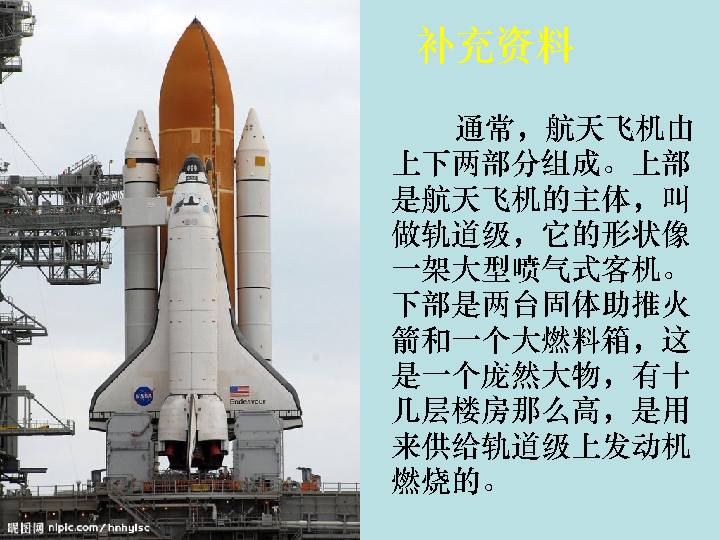 补充资料
通常，航天飞机由
上下两部分组成。上部
是航天飞机的主体，叫
做轨道级，它的形状像
一架大型喷气式客机。
下部是两台固体助推火
箭和一个大燃料箱，这
是一个庞然大物，有十
几层楼房那么高，是用
来供给轨道级上发动机
燃烧的。
NASA
Endeavour
昵图网 nipic.com/hnhylsc